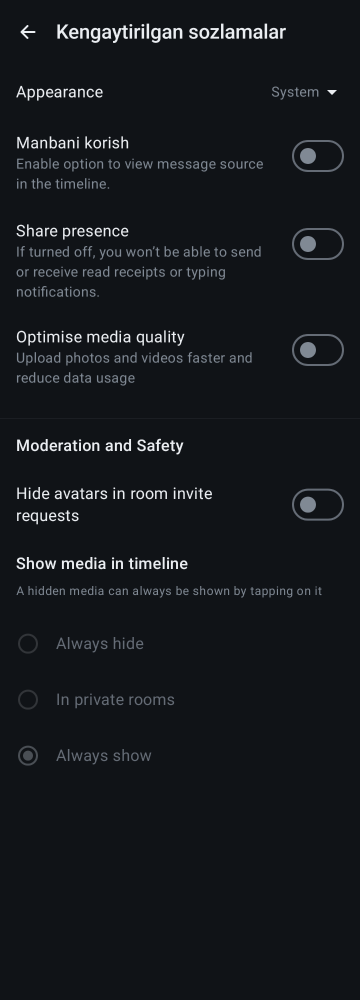 Kengaytirilgan sozlamalar
Appearance
System
Manbani korish
Enable option to view message source
in the timeline.
Share presence
If turned off, you won't be able to send
or receive read receipts or typing
notifications.
Optimise media quality
Upload photos and videos faster and
reduce data usage
Moderation and Safety
Hide avatars in room invite
requests
Show media in timeline
A hidden media can always be shown by tapping on it
Always hide
In private rooms
Always show